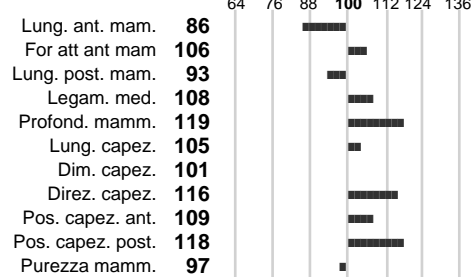 64 76 88 100 112 124 136
Lung. ant. mam. 86
For att ant mam 106
Lung. post. mam. 93
Legam. med. 108
Profond. mamm. 119
Lung. capez. 105
Dim. capez. 101
Direz. capez. 116
Pos. capez. ant. 109
Pos. capez. post. 118
Purezza mamm. 97